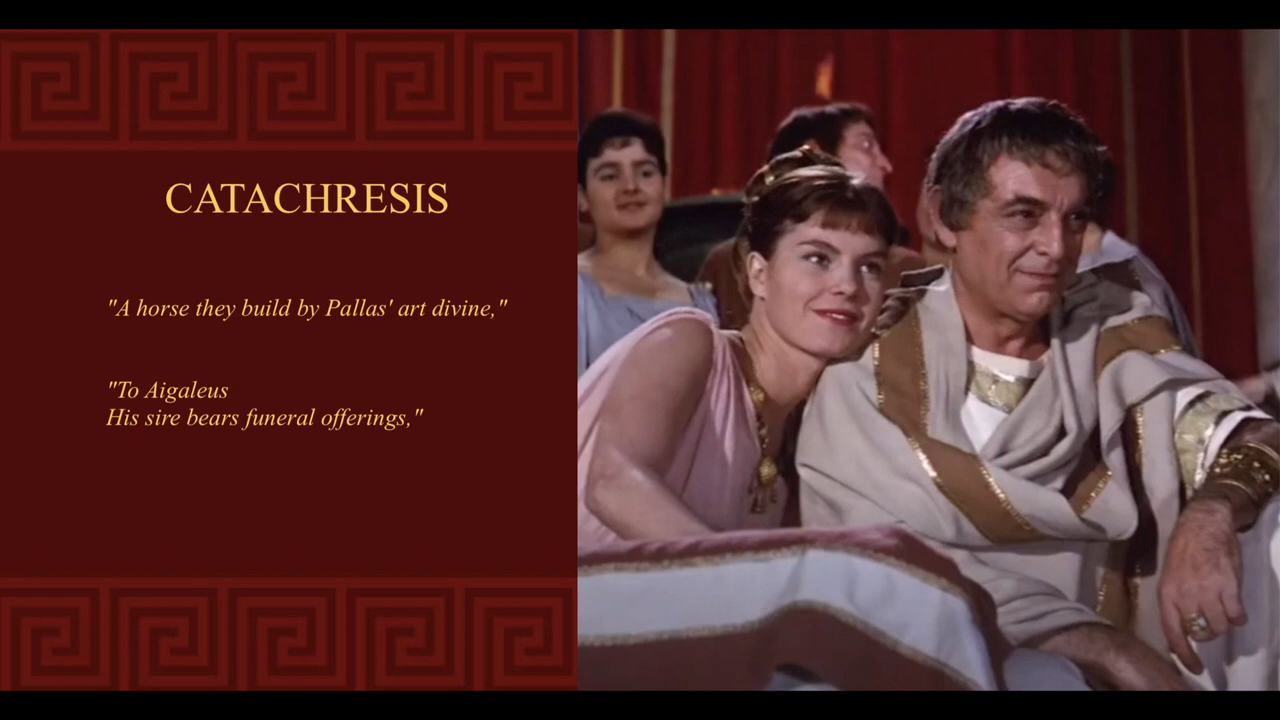 CATACHRESIS
"A horse they build by Pallas' art divine,"
"To Aigaleus
His sire bears funeral offerings,"